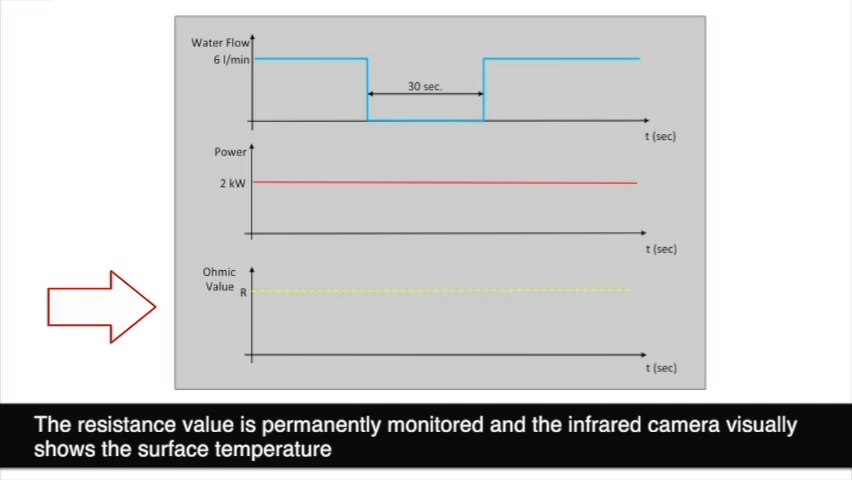 Water Flow
6 l/min
30 sec.
t (sec)
Power
2 kW
t (sec)
Ohmic
Value
R
t (sec)
The resistance value is permanently monitored and the infrared camera visually
shows the surface temperature